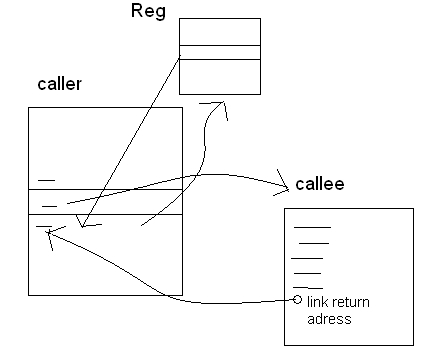 Reg
caller
callee
link return
adress